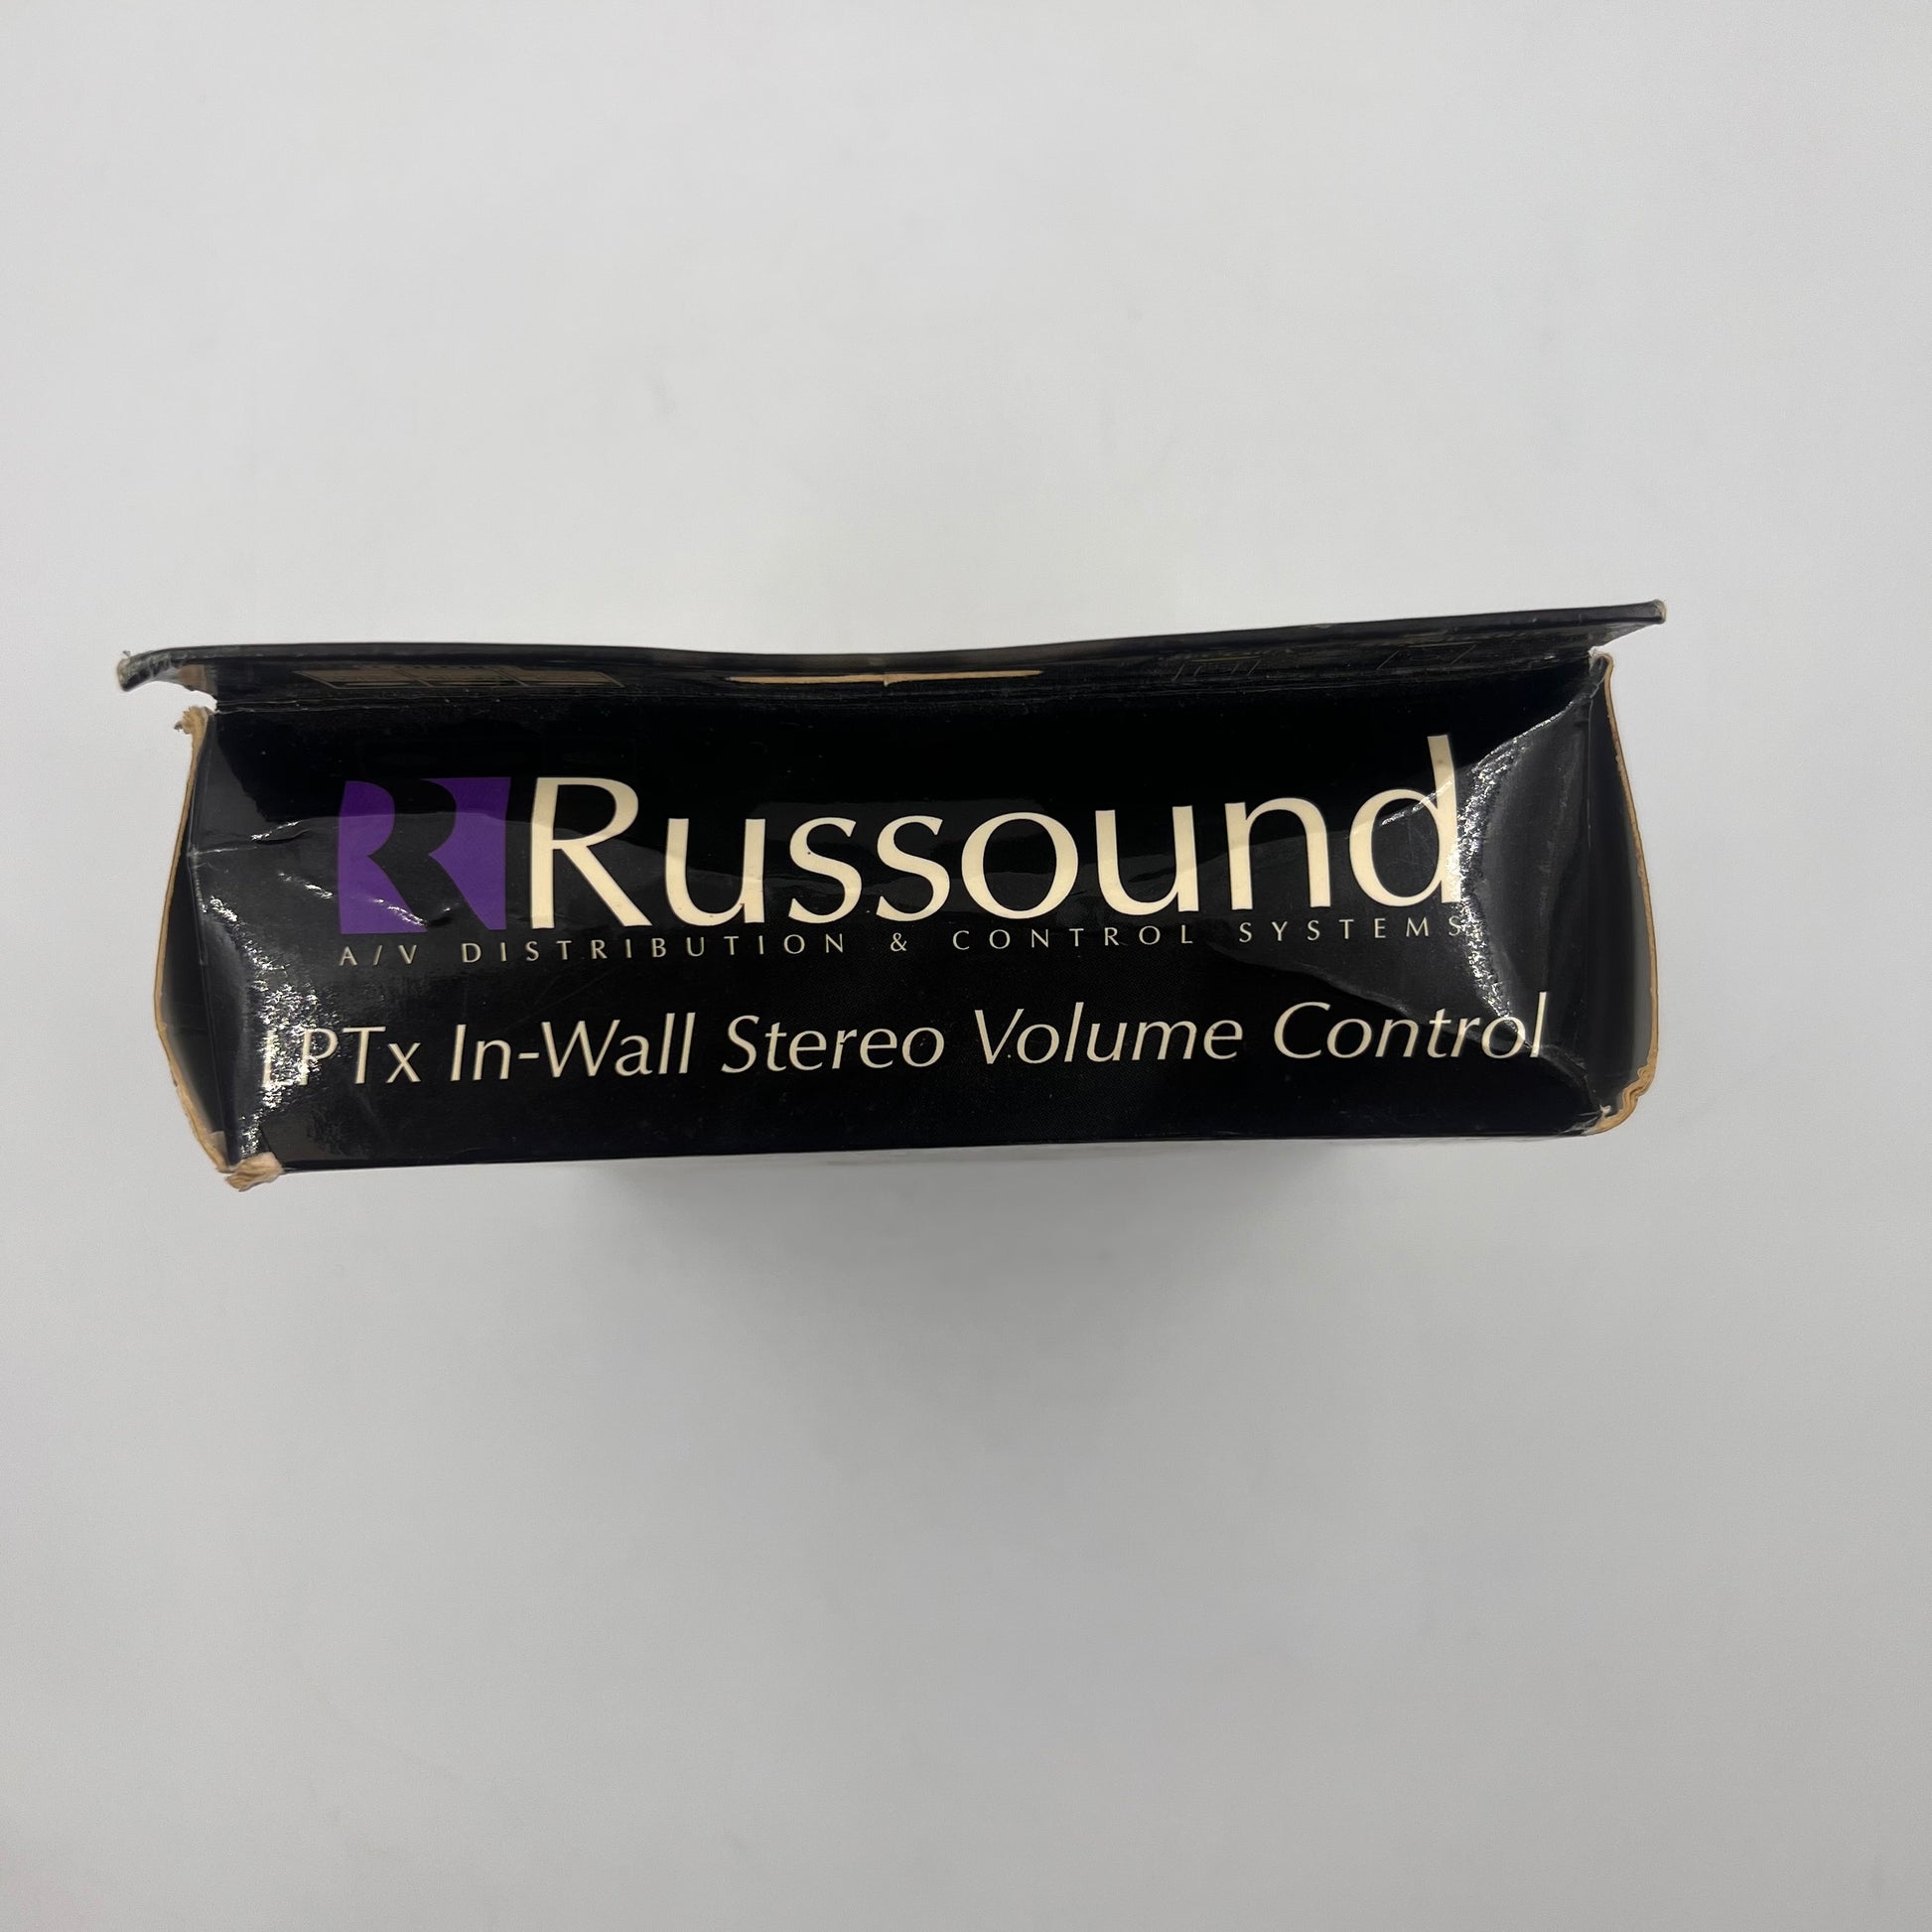 Russound
A/V DISTRIBUTION & CONTROL SYSTEMS
LPTx In-Wall Stereo Volume Control